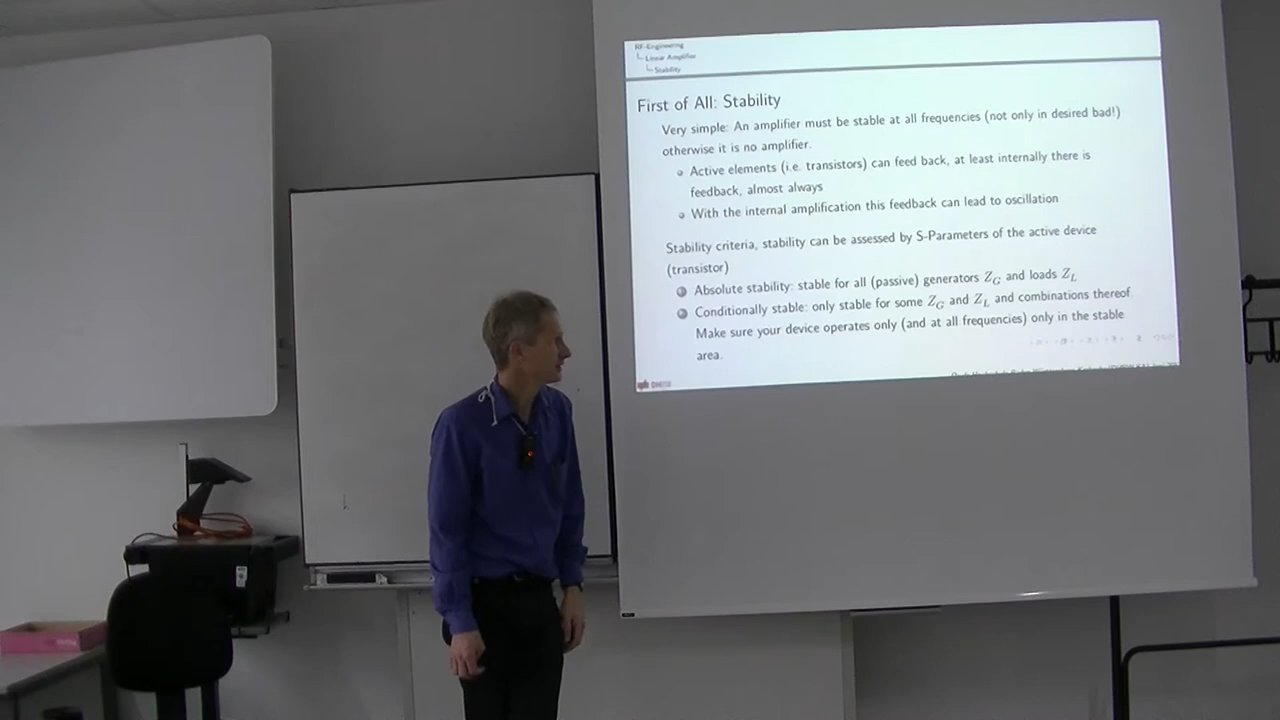 RF-Engineering
Linear Amplifier
Stability
First of All: Stability
Very simple: An amplifier must be stable at all frequencies (not only in desired bad!)
otherwise it is no amplifier.
Active elements (i.e. transistors) can feed back, at least internally there is
feedback, almost always
With the internal amplification this feedback can lead to oscillation
Stability criteria, stability can be assessed by S-Parameters of the active device
(transistor)
1 Absolute stability: stable for all (passive) generators Z_G and loads Z_L
2 Conditionally stable: only stable for some Z_G and Z_L and combinations thereof.
Make sure your device operates only (and at all frequencies) only in the stable
area.